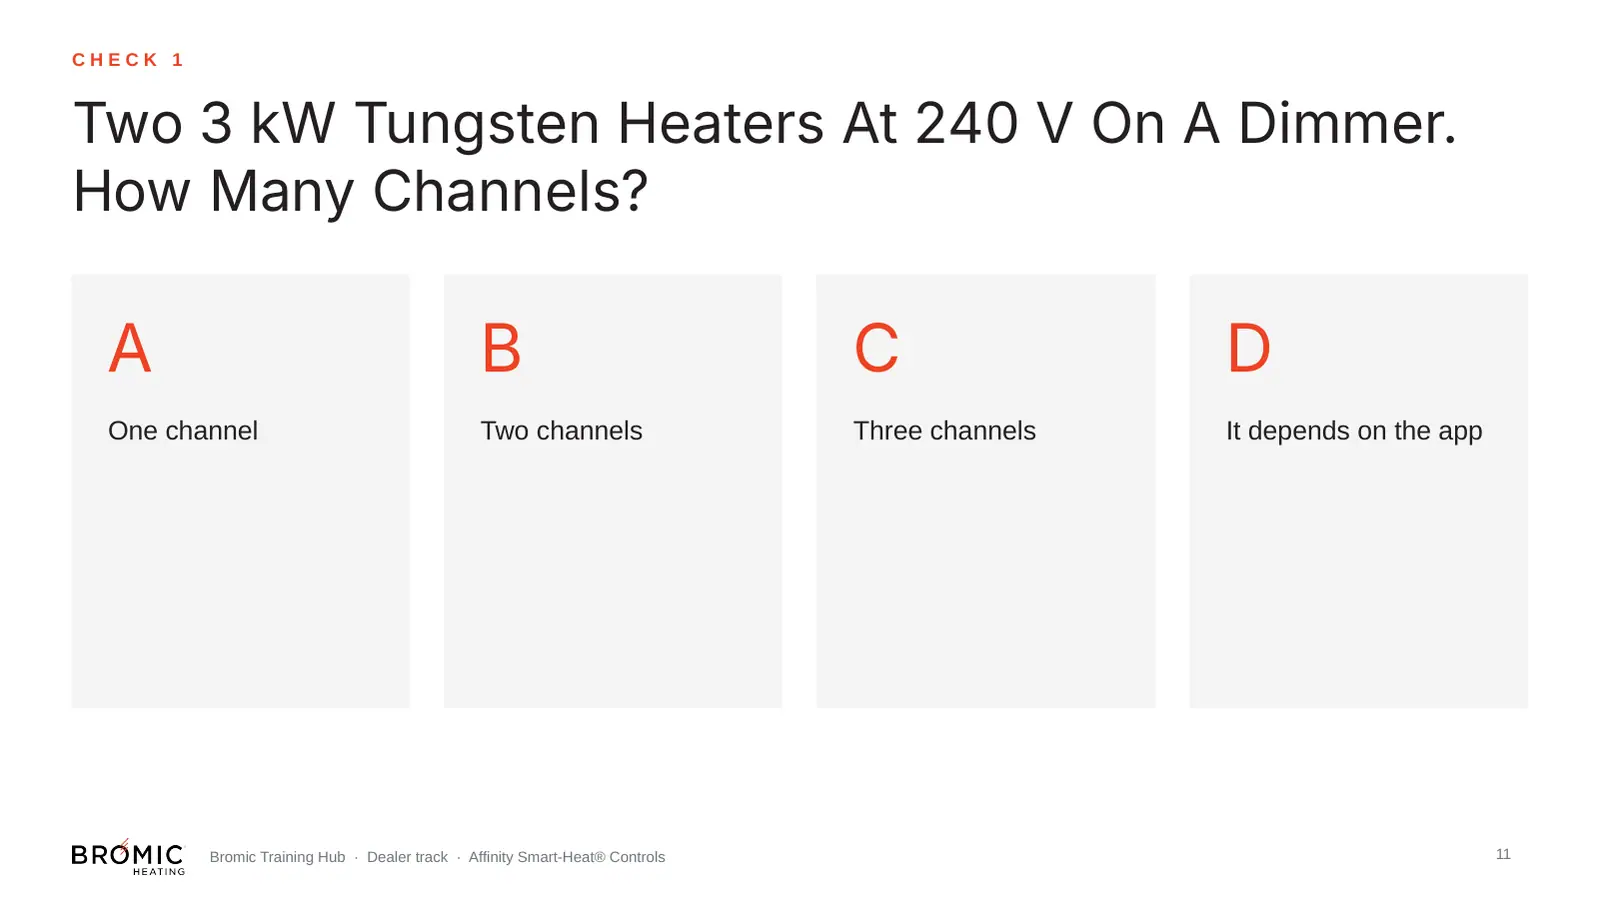 CHECK 1
Two 3 kW Tungsten Heaters At 240 V On A Dimmer.
How Many Channels?
A
One channel
B
Two channels
C
Three channels
D
It depends on the app
BROMIC
HEATING
Bromic Training Hub · Dealer track · Affinity Smart-Heat® Controls
11